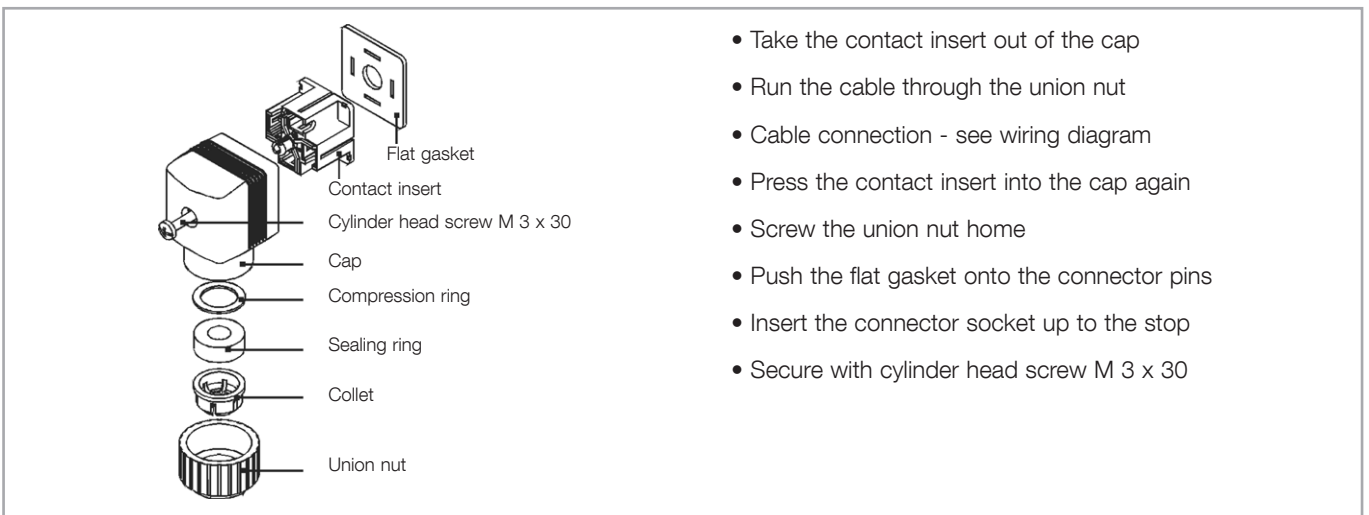 Flat gasket
Contact insert
Cylinder head screw M 3 x 30
Cap
Compression ring
Sealing ring
Collet
Union nut
• Take the contact insert out of the cap
• Run the cable through the union nut
• Cable connection - see wiring diagram
• Press the contact insert into the cap again
• Screw the union nut home
• Push the flat gasket onto the connector pins
• Insert the connector socket up to the stop
• Secure with cylinder head screw M 3 x 30